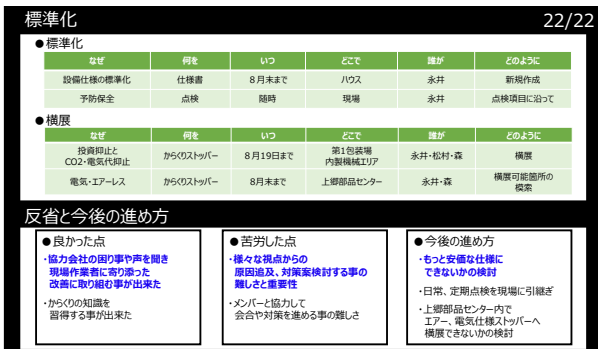 標準化 22/22
●標準化
なぜ 何を いつ どこで 誰が どのように
設備仕様の標準化 仕様書 8月末まで ハウス 永井 新規作成
予防保全 点検 随時 現場 永井 点検項目に沿って
●横展
なぜ 何を いつ どこで 誰が どのように
投資抑止と
CO2・電気代抑止 からくりストッパー 8月19日まで 第1包装場
内製機械エリア 永井・松村・森 横展
電気・エアーレス からくりストッパー 8月末まで 上郷部品センター 永井・森 横展可能箇所の
模索
反省と今後の進め方
●良かった点
・協力会社の困り事や声を聞き
現場作業者に寄り添った
改善に取り組む事が出来た
・からくりの知識を
習得する事が出来た
●苦労した点
・様々な視点からの
原因追及、対策案検討する事の
難しさと重要性
・メンバーと協力して
会合や対策を進める事の難しさ
●今後の進め方
・もっと安価な仕様に
できないかの検討
・日常、定期点検を現場に引継ぎ
・上郷部品センター内で
エアー、電気仕様ストッパーへ
横展できないかの検討